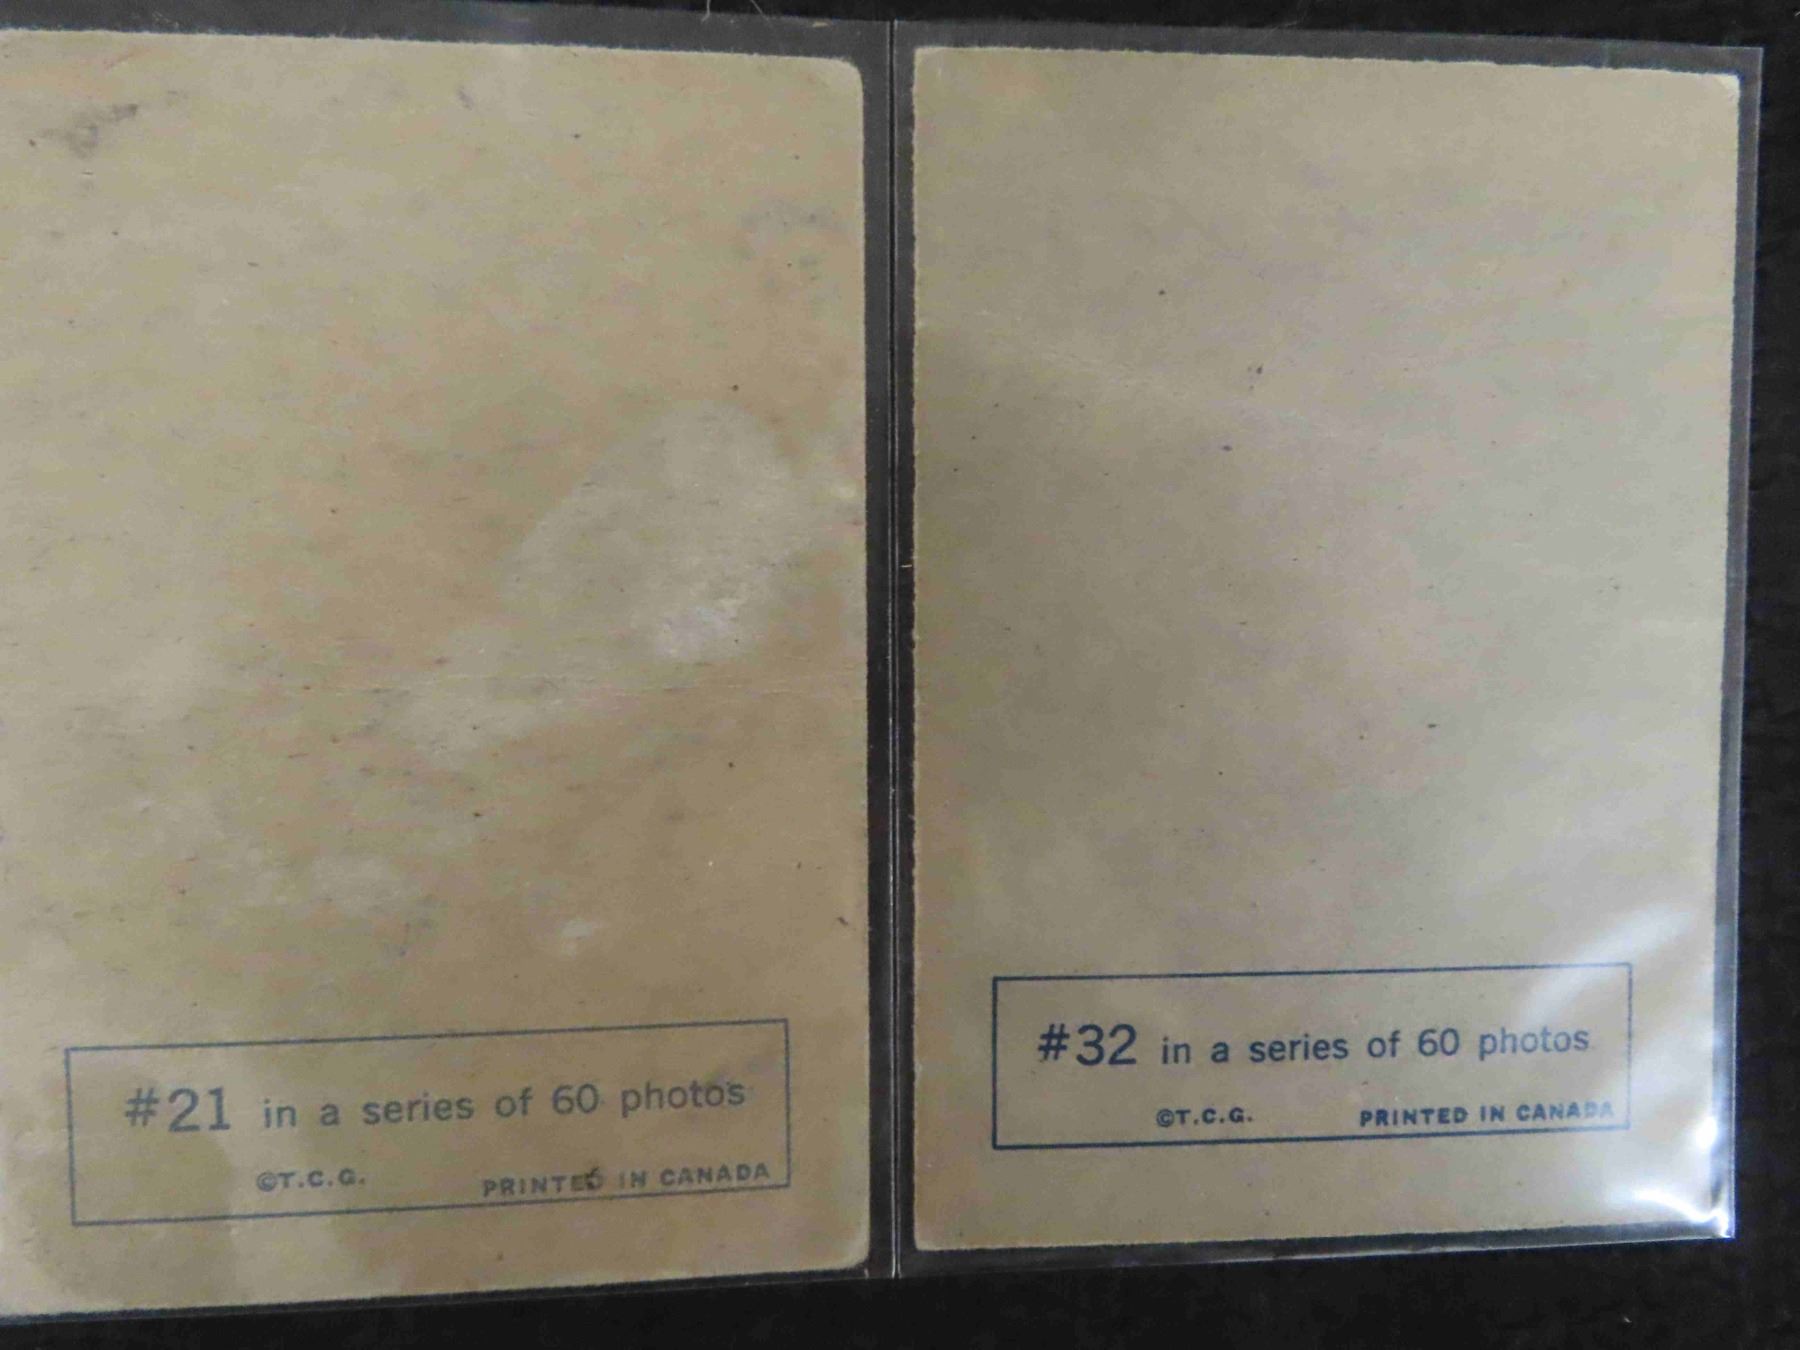 #21 in a series of 60 photos
©T.C.G. PRINTED IN CANADA
#32 in a series of 60 photos
©T.C.G. PRINTED IN CANADA